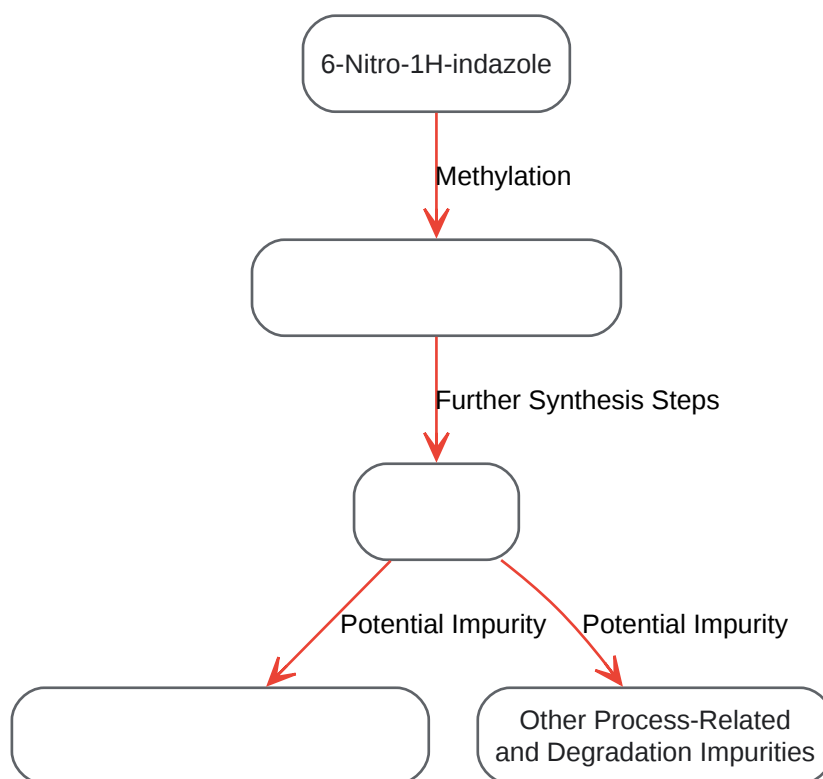 6-Nitro-1H-indazole
Methylation
Further Synthesis Steps
Potential Impurity
Potential Impurity
Other Process-Related
and Degradation Impurities